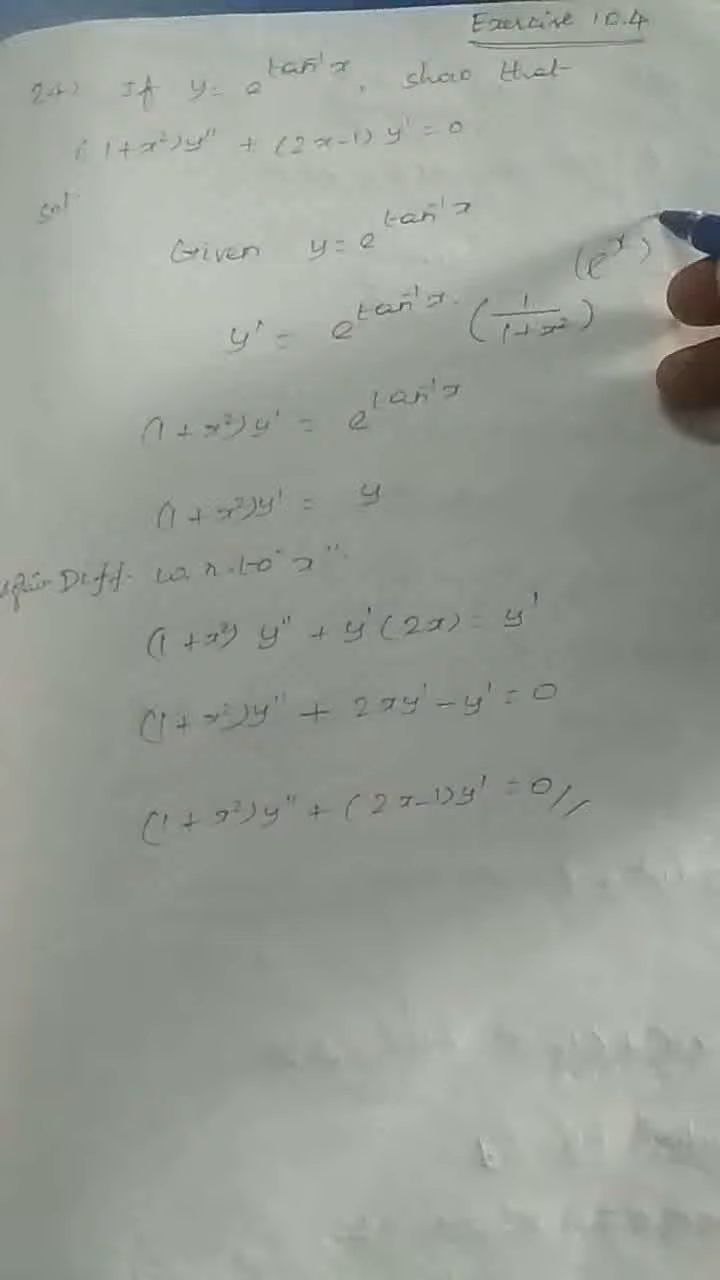 Exercise 10.4
24) If y = e^tan⁻¹x, show that
(1+x²)y" + (2x-1) y' = 0
Sol
Given y = e^tan⁻¹x
(e^x)
y' = e^tan⁻¹x. (1/1+x²)
(1+x²)y' = e^tan⁻¹x
(1+x²)y' = y
Diff. w.r.to "x".
(1+x²) y" + y'(2x) = y'
(1+x²)y" + 2xy' - y' = 0
(1+x²)y" + (2x-1)y' = 0//